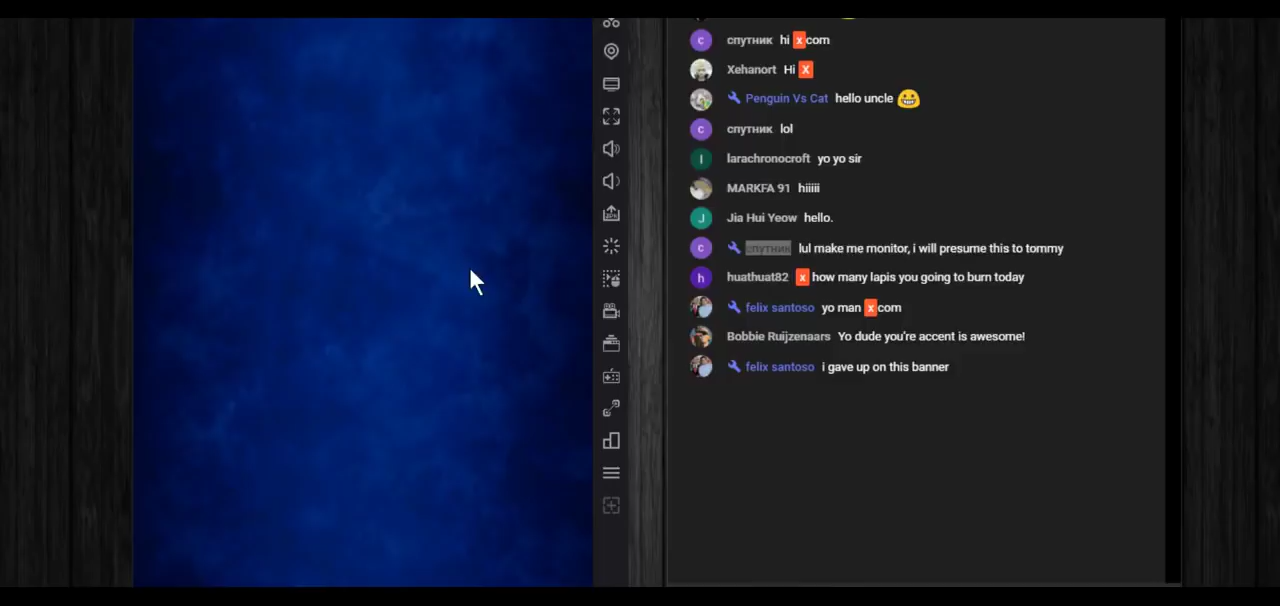 спутник hi x com
Xehanort Hi X
Penguin Vs Cat hello uncle
спутник lol
larachronocroft yo yo sir
MARKFA 91 hiiiii
Jia Hui Yeow hello.
спутник lul make me monitor, i will presume this to tommy
huathuat82 x how many lapis you going to burn today
felix santoso yo man x com
Bobbie Ruijzenaars Yo dude you're accent is awesome!
felix santoso i gave up on this banner